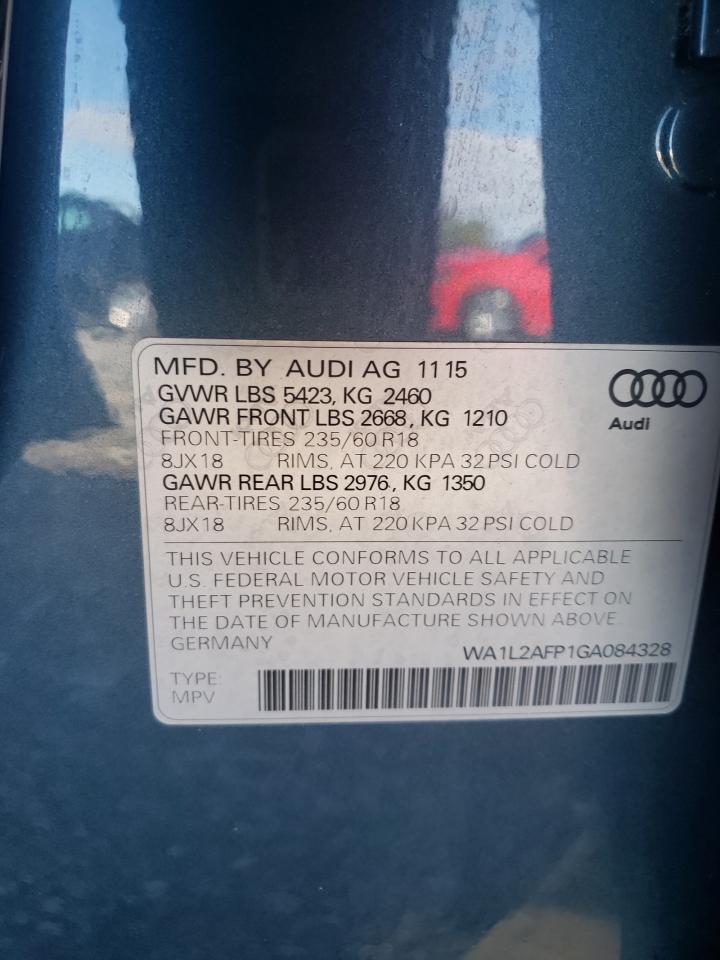 MFD. BY AUDI AG 11 15
GVWR LBS 5423, KG 2460
GAWR FRONT LBS 2668, KG 1210
FRONT-TIRES 235/60 R18
8JX18 RIMS, AT 220 KPA 32 PSI COLD
GAWR REAR LBS 2976, KG 1350
REAR-TIRES 235/60 R18
8JX18 RIMS, AT 220 KPA 32 PSI COLD
Audi
THIS VEHICLE CONFORMS TO ALL APPLICABLE
U.S. FEDERAL MOTOR VEHICLE SAFETY AND
THEFT PREVENTION STANDARDS IN EFFECT ON
THE DATE OF MANUFACTURE SHOWN ABOVE.
GERMANY
WA1L2AFP1GA084328
TYPE:
MPV